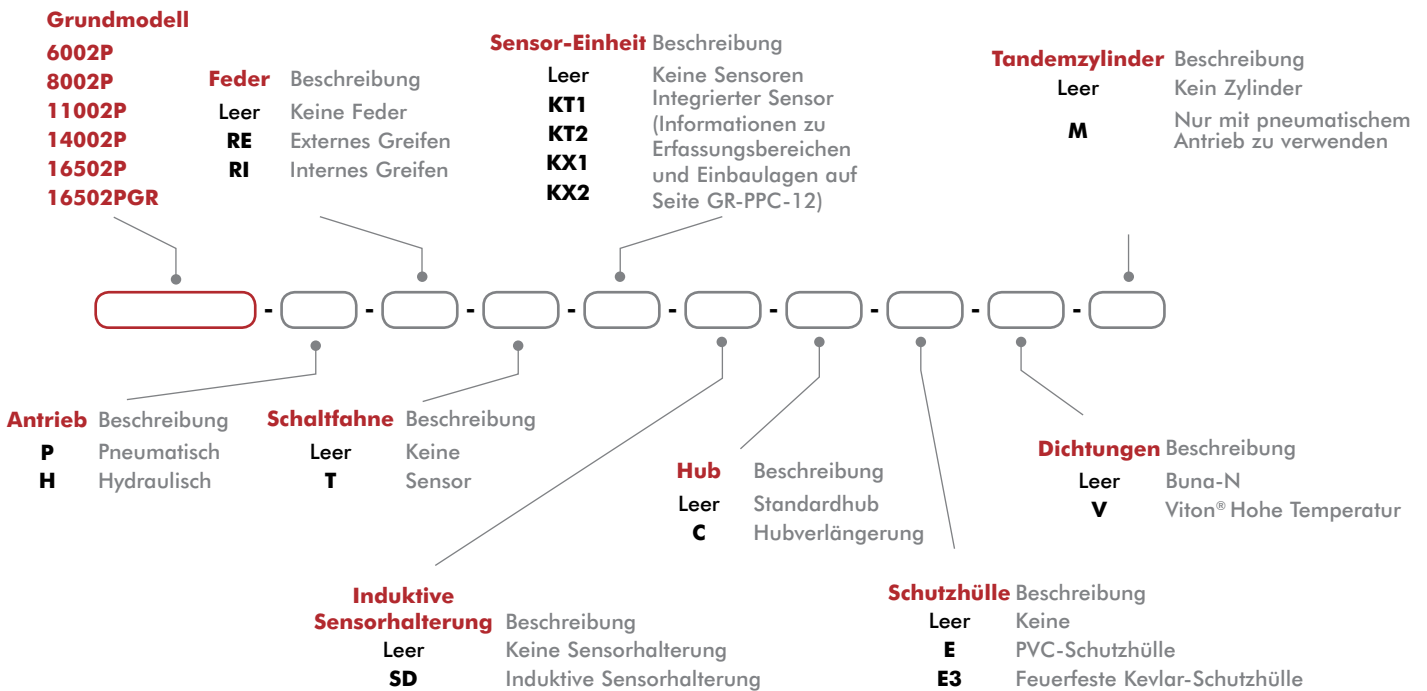 Grundmodell
6002P
8002P
11002P
14002P
16502P
16502PGR
Feder Beschreibung
Leer Keine Feder
RE Externes Greifen
RI Internes Greifen
Sensor-Einheit Beschreibung
Leer Keine Sensoren
KT1 Integrierter Sensor
KT2 (Informationen zu
KX1 Erfassungsbereichen
KX2 und Einbaulagen auf
Seite GR-PPC-12)
Tandemzylinder Beschreibung
Leer Kein Zylinder
M Nur mit pneumatischem
Antrieb zu verwenden
- - - - - - - - -
Antrieb Beschreibung
P Pneumatisch
H Hydraulisch
Schaltfahne Beschreibung
Leer Keine
T Sensor
Induktive
Sensorhalterung Beschreibung
Leer Keine Sensorhalterung
SD Induktive Sensorhalterung
Hub Beschreibung
Leer Standardhub
C Hubverlängerung
Schutzhülle Beschreibung
Leer Keine
E PVC-Schutzhülle
E3 Feuerfeste Kevlar-Schutzhülle
Dichtungen Beschreibung
Leer Buna-N
V Viton® Hohe Temperatur